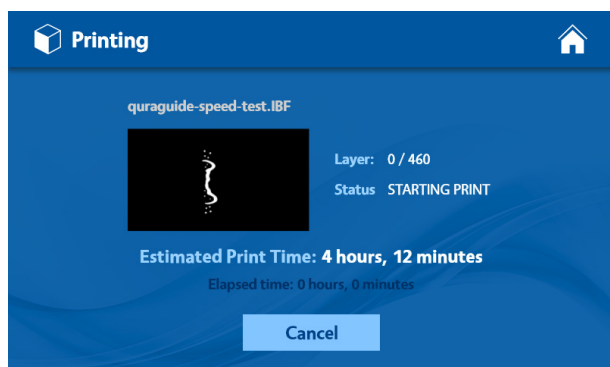 Printing
quraguide-speed-test.IBF
Layer: 0 / 460
Status STARTING PRINT
Estimated Print Time: 4 hours, 12 minutes
Elapsed time: 0 hours, 0 minutes
Cancel